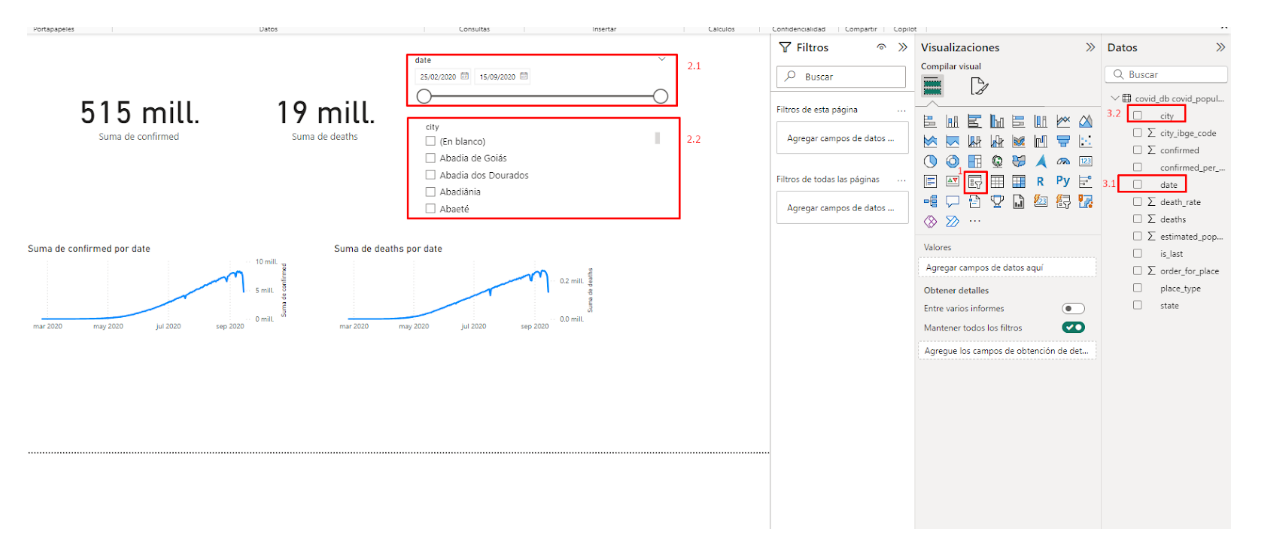 Portapapeles
Datos
Consultas
Insertar
Cálculos
Confidencialidad
Compartir
Copilot
515 mill.
Suma de confirmed
19 mill.
Suma de deaths
date
25/02/2020
15/09/2020
2.1
city
(En blanco)
Abadia de Goiás
Abadia dos Dourados
Abadiânia
Abaeté
2.2
Suma de confirmed por date
10 mill.
5 mill.
0 mill.
Suma de confirmed
mar 2020
may 2020
jul 2020
sep 2020
Suma de deaths por date
0.2 mill.
0.0 mill.
Suma de deaths
mar 2020
may 2020
jul 2020
sep 2020
Filtros
Buscar
Filtros de esta página
...
Agregar campos de datos ...
Filtros de todas las páginas
...
Agregar campos de datos ...
Visualizaciones
Compilar visual
123
1
R
Py
...
Valores
Agregar campos de datos aquí
Obtener detalles
Entre varios informes
Mantener todos los filtros
Agregue los campos de obtención de det...
Datos
Buscar
covid_db covid_popul...
3.2
city
city_ibge_code
confirmed
confirmed_per_...
3.1
date
death_rate
deaths
estimated_pop...
is_last
order_for_place
place_type
state